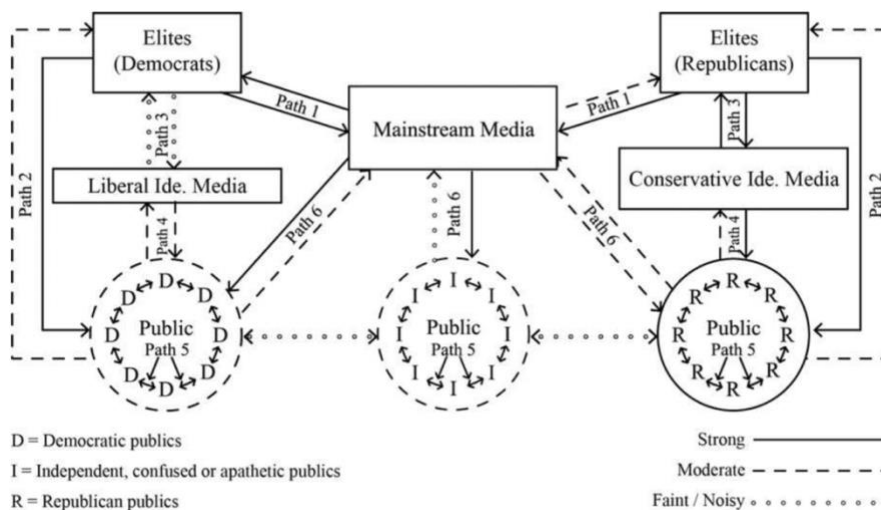 Elites
(Democrats)
Elites
(Republicans)
Path 1
Mainstream Media
Path 1
Path 3
Path 3
Path 2
Liberal Ide. Media
Conservative Ide. Media
Path 2
Path 4
Path 6
Path 6
Path 6
Path 4
D D D D D D D D
Public
Path 5
I I I I I I I I
Public
Path 5
R R R R R R R R
Public
Path 5
D = Democratic publics
I = Independent, confused or apathetic publics
R = Republican publics
Strong
Moderate
Faint / Noisy